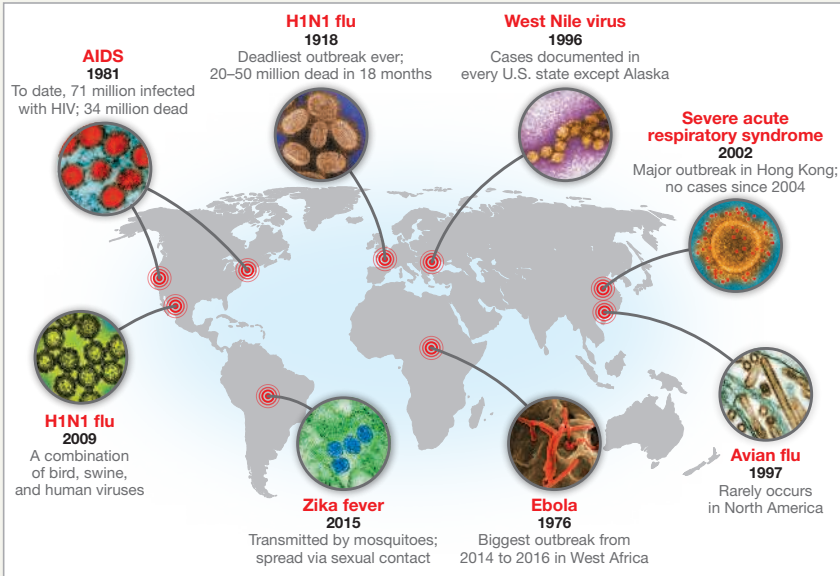 H1N1 flu
1918
Deadliest outbreak ever;
20–50 million dead in 18 months
West Nile virus
1996
Cases documented in
every U.S. state except Alaska
AIDS
1981
To date, 71 million infected
with HIV; 34 million dead
Severe acute
respiratory syndrome
2002
Major outbreak in Hong Kong;
no cases since 2004
H1N1 flu
2009
A combination
of bird, swine,
and human viruses
Zika fever
2015
Transmitted by mosquitoes;
spread via sexual contact
Ebola
1976
Biggest outbreak from
2014 to 2016 in West Africa
Avian flu
1997
Rarely occurs
in North America